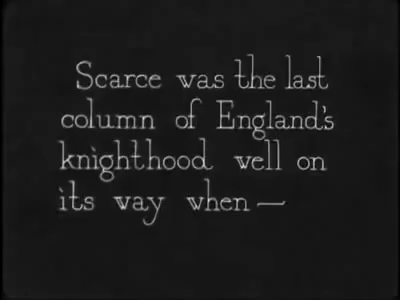 Scarce was the last
column of England's
knighthood well on
its way when —